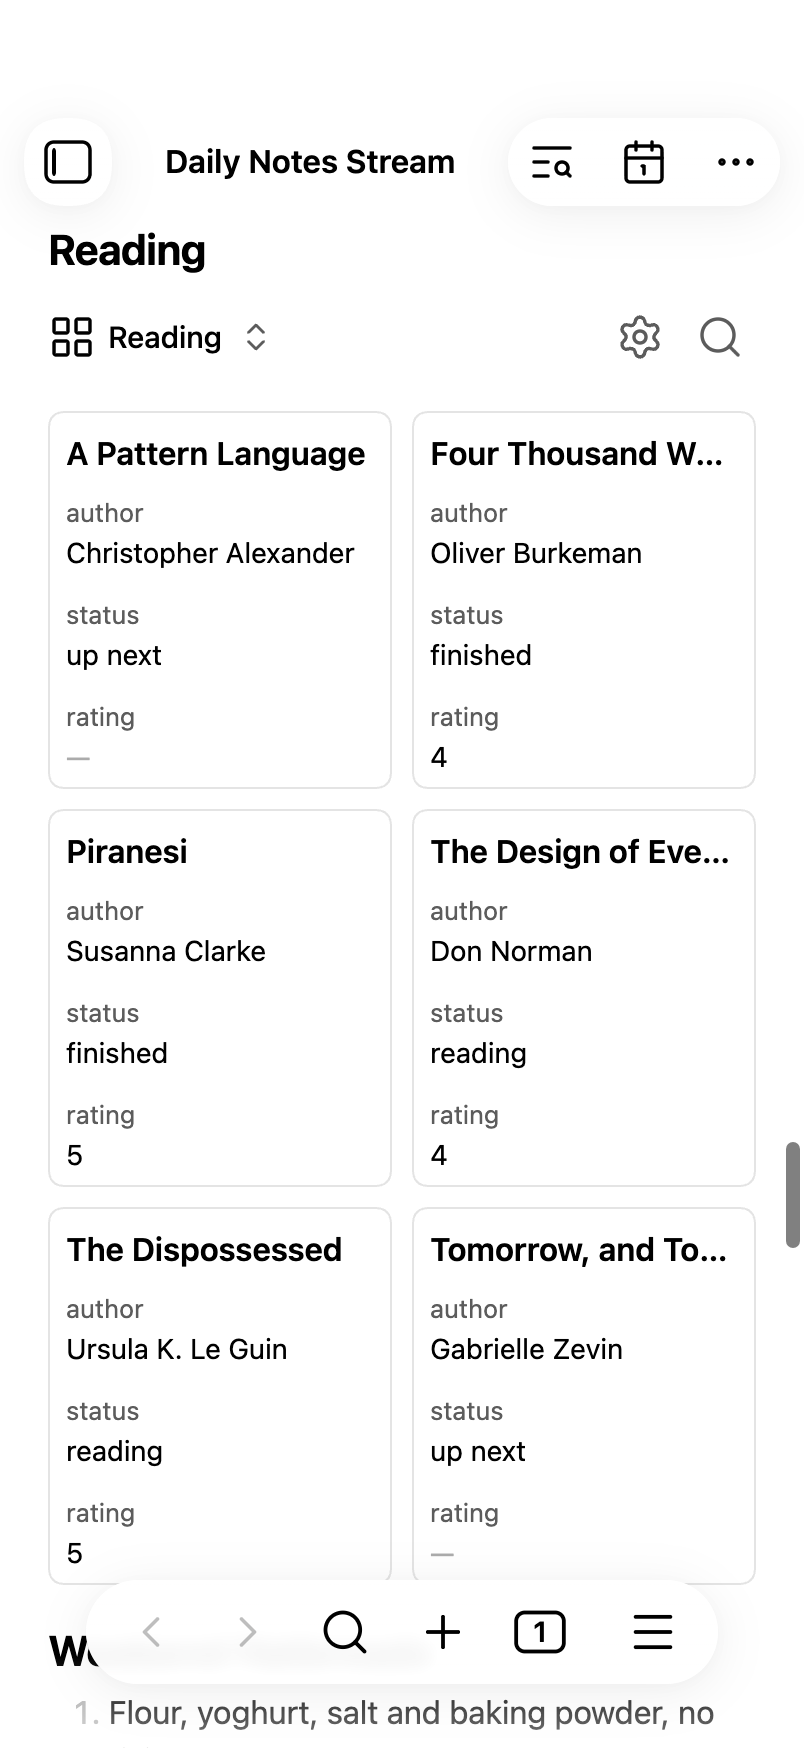 Daily Notes Stream
1
Reading
Reading
A Pattern Language
author
Christopher Alexander
status
up next
rating
—
Four Thousand W...
author
Oliver Burkeman
status
finished
rating
4
Piranesi
author
Susanna Clarke
status
finished
rating
5
The Design of Eve...
author
Don Norman
status
reading
rating
4
The Dispossessed
author
Ursula K. Le Guin
status
reading
rating
5
Tomorrow, and To...
author
Gabrielle Zevin
status
up next
rating
—
1
1. Flour, yoghurt, salt and baking powder, no